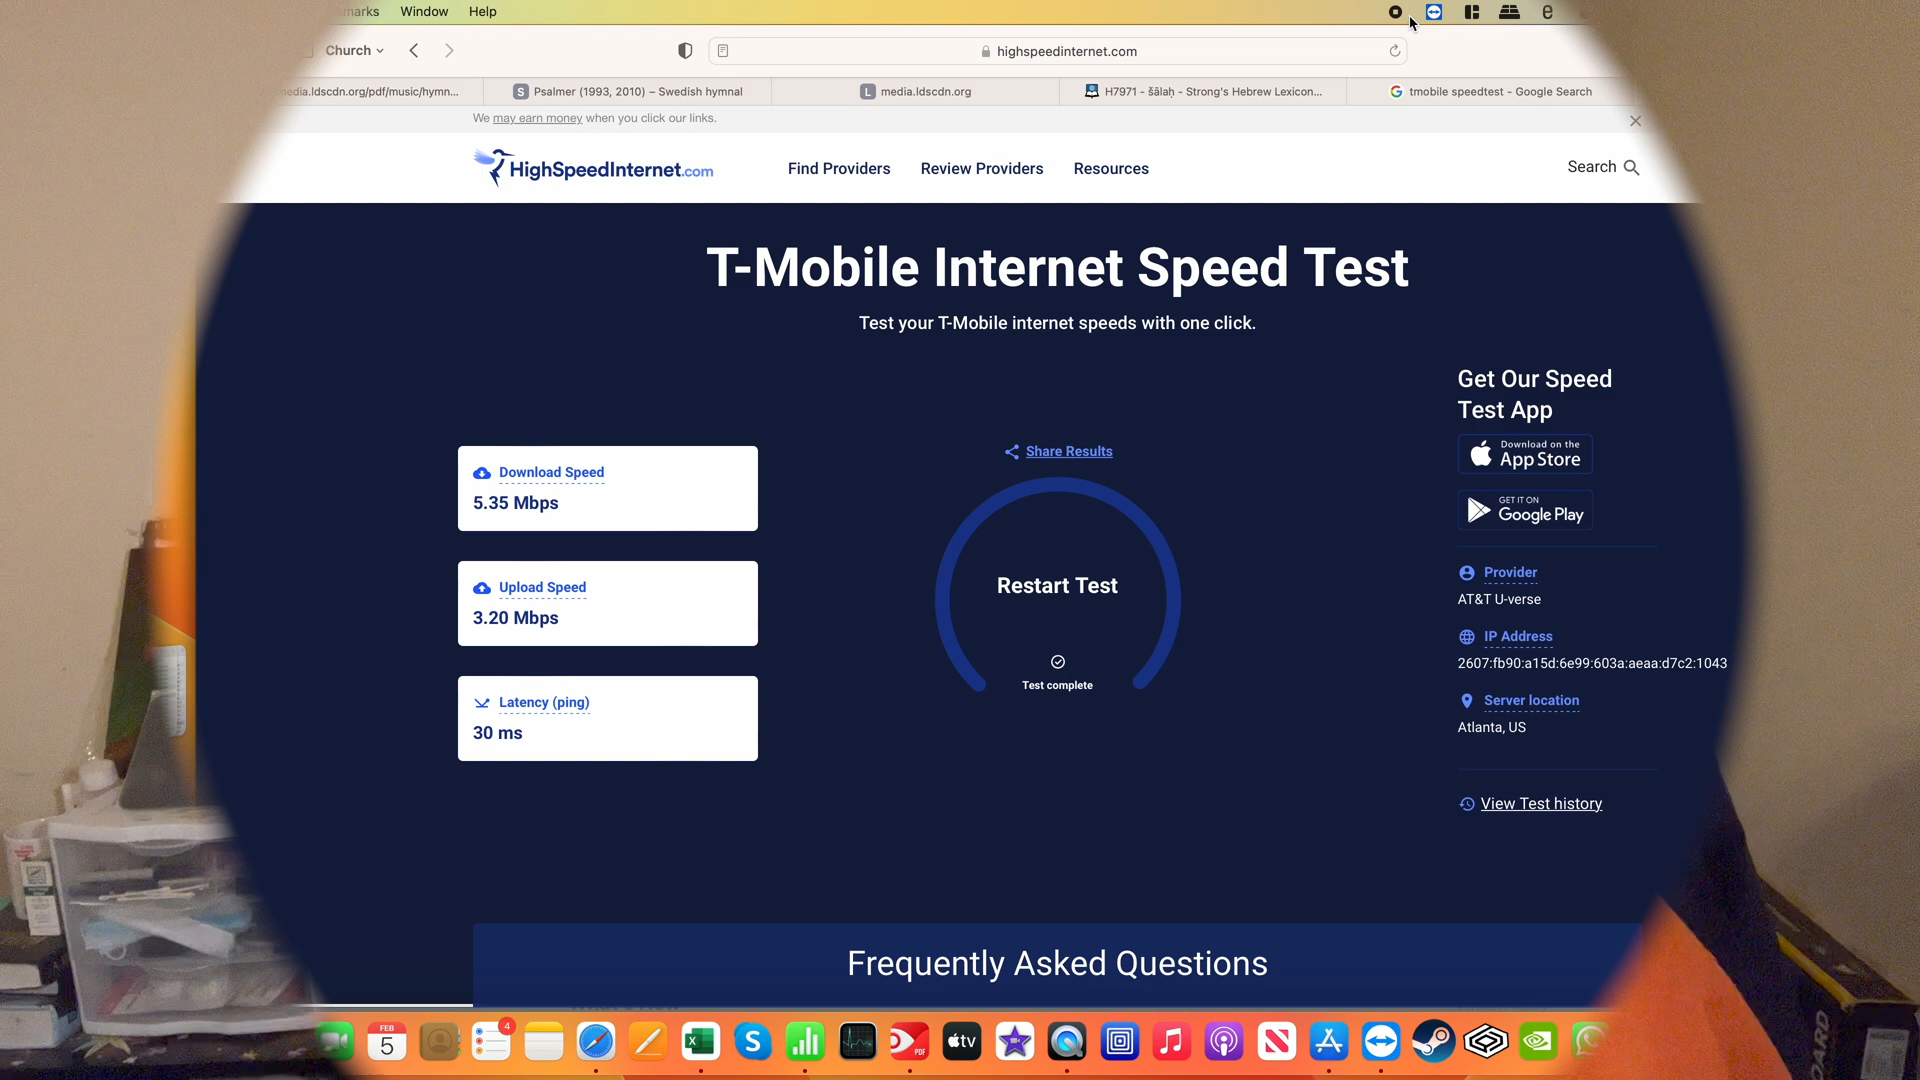 Window Help
Church
highspeedinternet.com
media.ldscdn.org/pdf/music/hymn... Psalmer (1993, 2010) – Swedish hymnal media.ldscdn.org H7971 - šālaḥ - Strong's Hebrew Lexicon... tmobile speedtest - Google Search
We may earn money when you click our links.
HighSpeedInternet.com Find Providers Review Providers Resources Search
T-Mobile Internet Speed Test
Test your T-Mobile internet speeds with one click.
Get Our Speed
Test App
Download on the
App Store
GET IT ON
Google Play
Share Results
Download Speed
5.35 Mbps
Upload Speed
3.20 Mbps
Latency (ping)
30 ms
Restart Test
Test complete
Provider
AT&T U-verse
IP Address
2607:fb90:a15d:6e99:603a:aeaa:d7c2:1043
Server location
Atlanta, US
View Test history
Frequently Asked Questions
FEB
5
4
PDF
tv